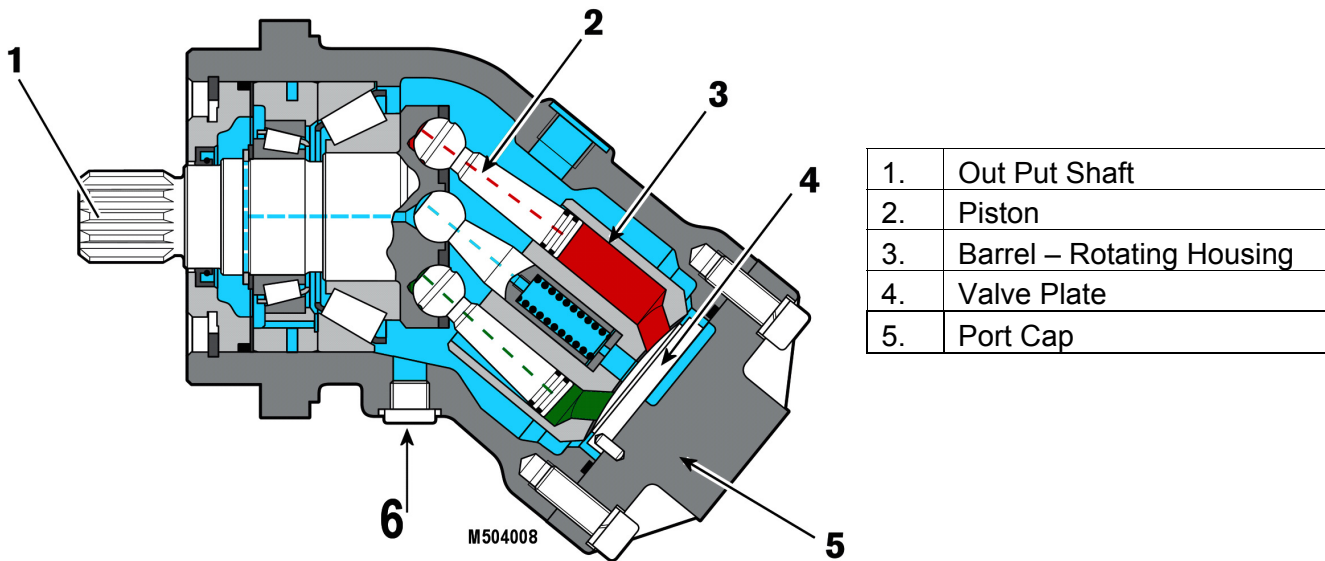 1
2
3
4
5
6
M504008
1. Out Put Shaft
2. Piston
3. Barrel – Rotating Housing
4. Valve Plate
5. Port Cap